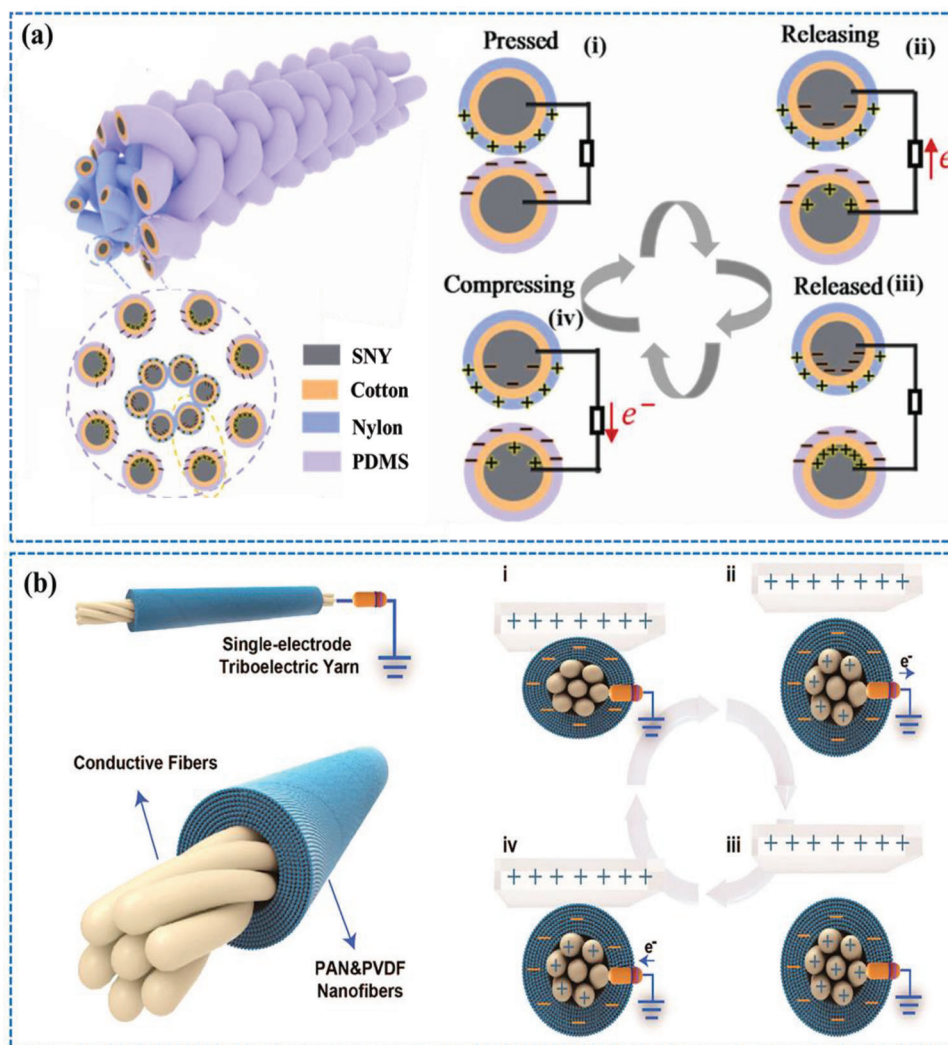 (a)
Pressed
(i)
Releasing
(ii)
e
Compressing
(iv)
e⁻
Released
(iii)
SNY
Cotton
Nylon
PDMS
(b)
Single-electrode
Triboelectric Yarn
Conductive Fibers
PAN&PVDF
Nanofibers
i
+ + + + + + +
ii
+ + + + + + +
e⁻
iv
+ + + + + + +
e⁻
iii
+ + + + + + +